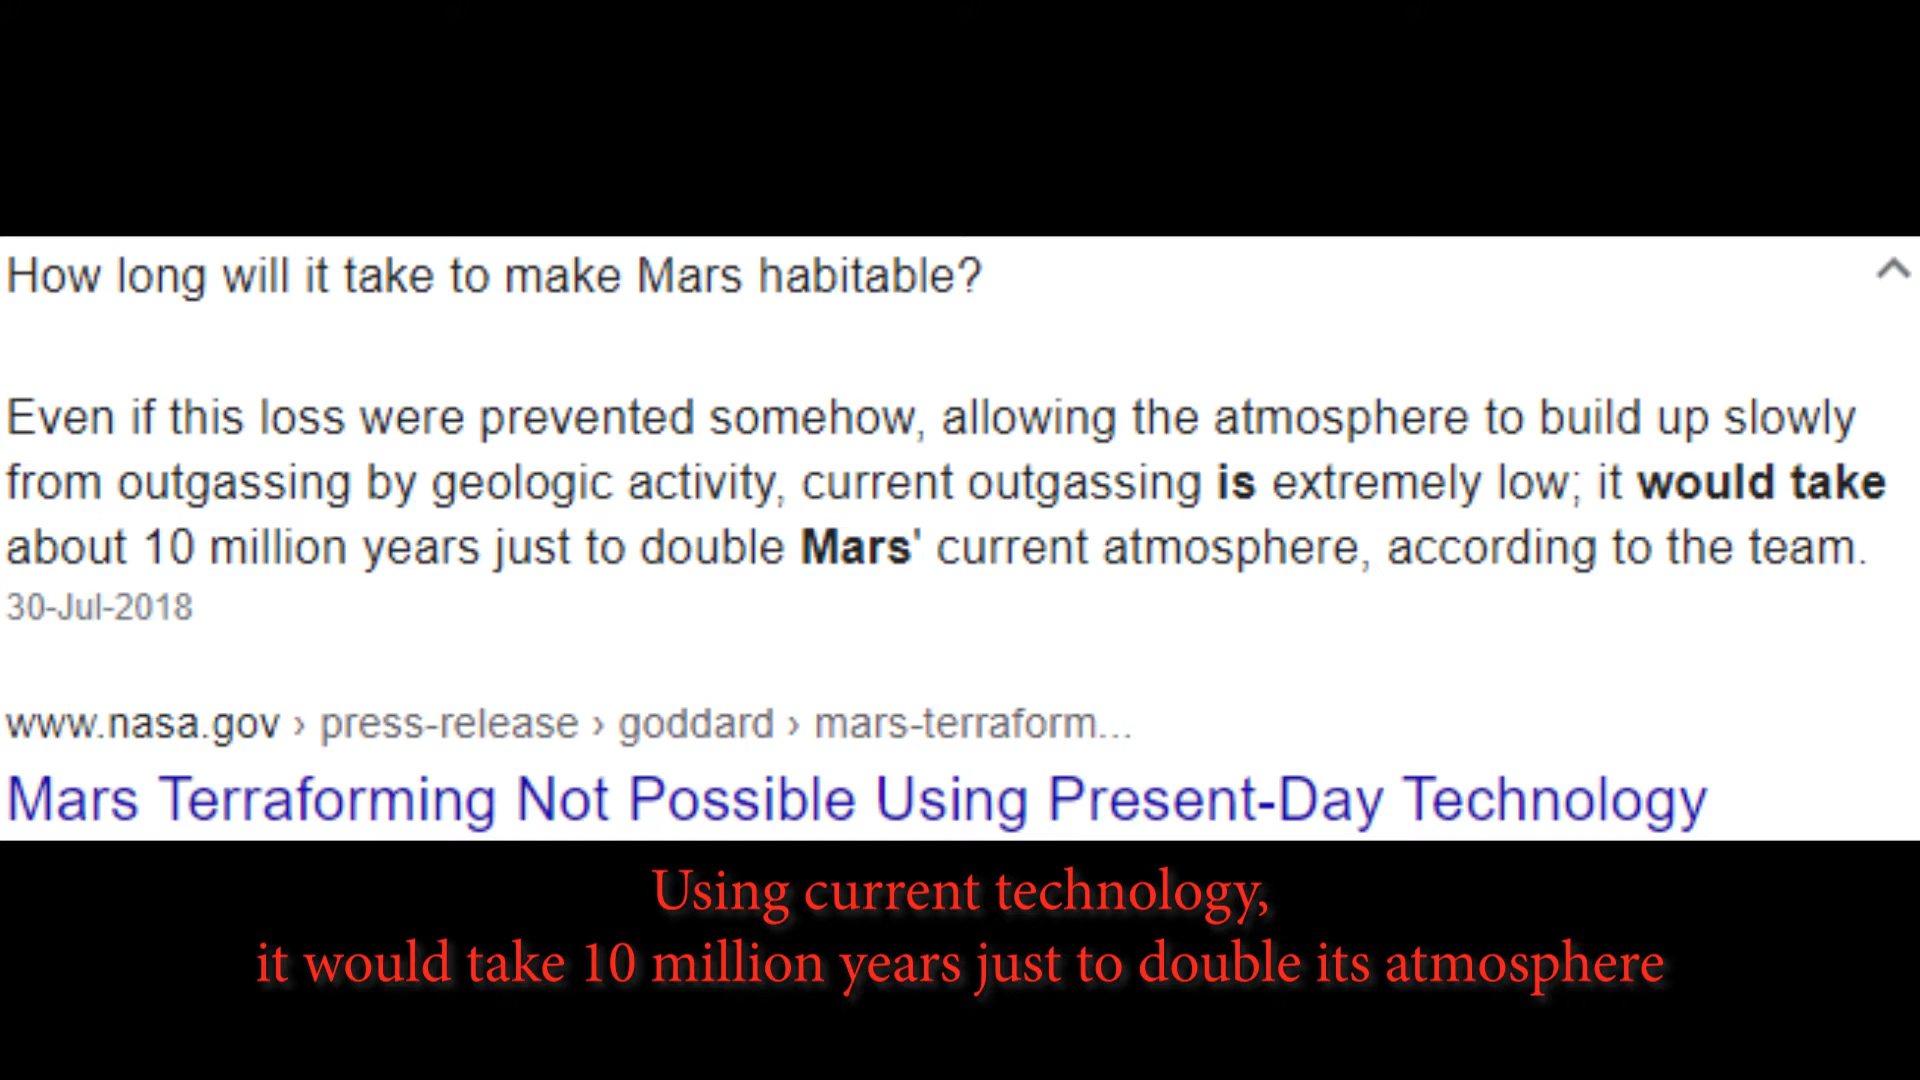 How long will it take to make Mars habitable?
Even if this loss were prevented somehow, allowing the atmosphere to build up slowly
from outgassing by geologic activity, current outgassing is extremely low; it would take
about 10 million years just to double Mars' current atmosphere, according to the team.
30-Jul-2018
www.nasa.gov › press-release › goddard › mars-terraform...
Mars Terraforming Not Possible Using Present-Day Technology
Using current technology,
it would take 10 million years just to double its atmosphere